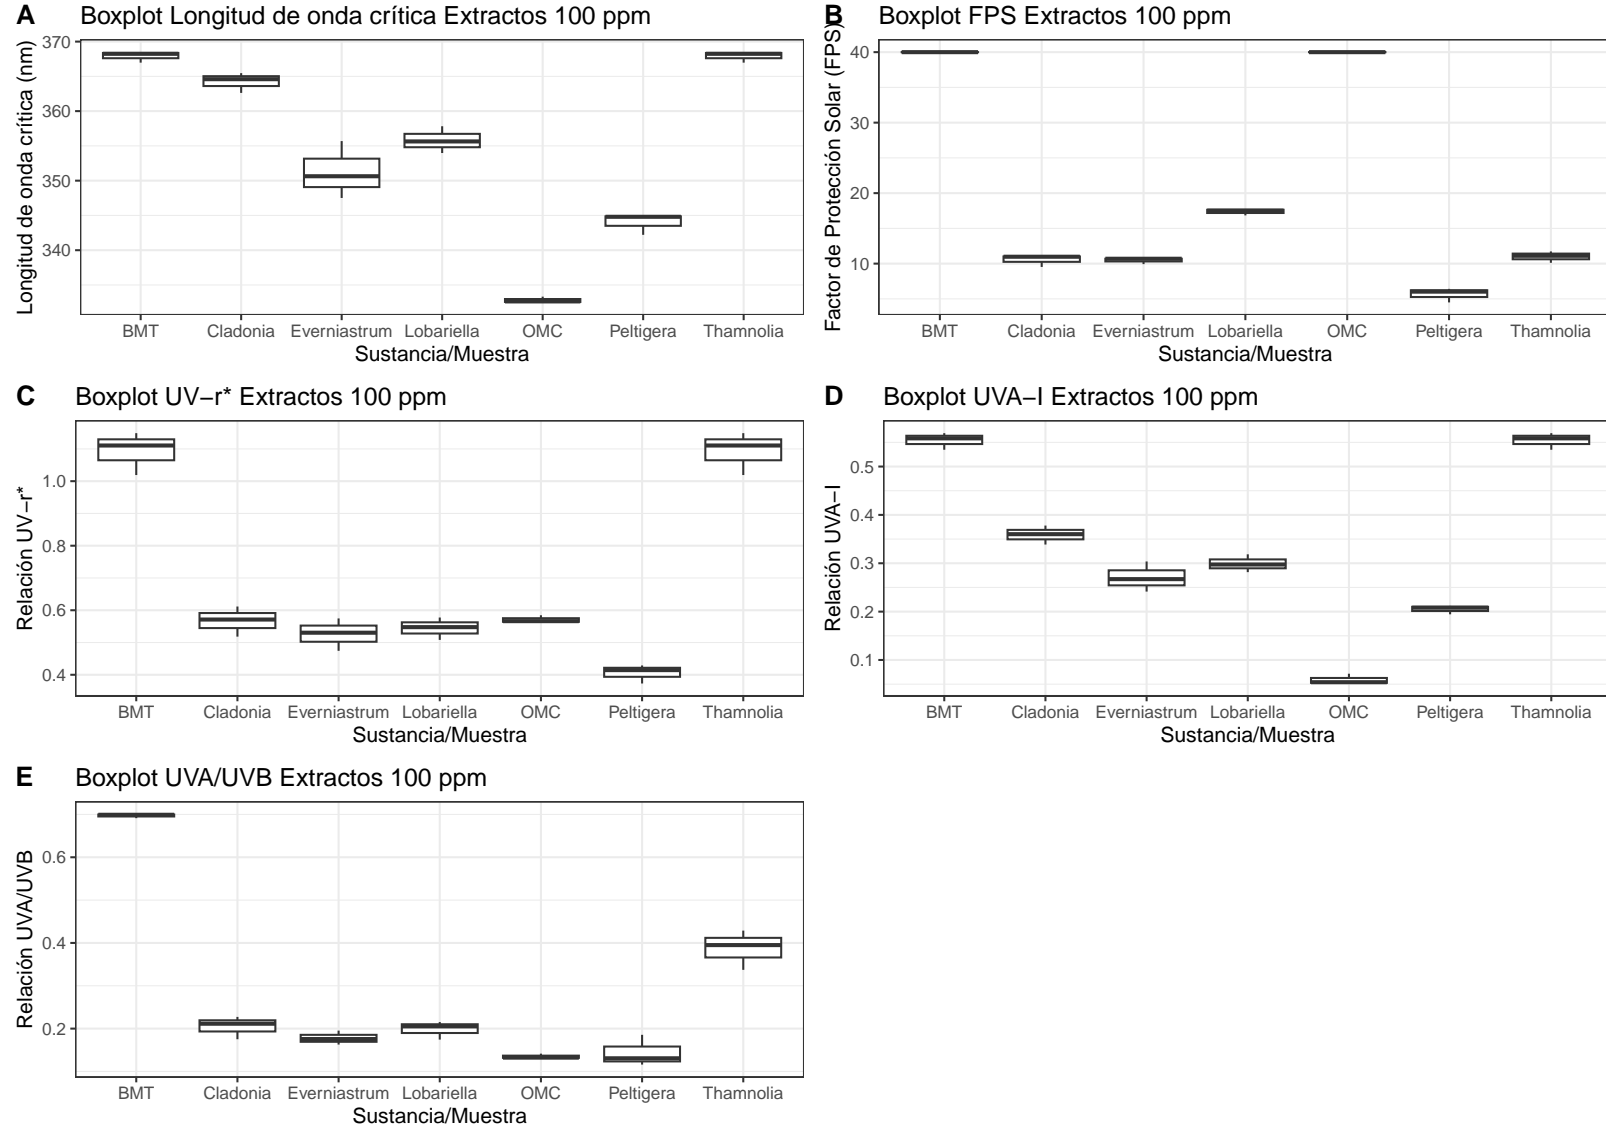 A Boxplot Longitud de onda crítica Extractos 100 ppm
Longitud de onda crítica (nm)
370
360
350
340
BMT Cladonia Everniastrum Lobariella OMC Peltigera Thamnolia
Sustancia/Muestra
B Boxplot FPS Extractos 100 ppm
Factor de Protección Solar (FPS)
40
30
20
10
BMT Cladonia Everniastrum Lobariella OMC Peltigera Thamnolia
Sustancia/Muestra
C Boxplot UV−r* Extractos 100 ppm
Relación UV−r*
1.0
0.8
0.6
0.4
BMT Cladonia Everniastrum Lobariella OMC Peltigera Thamnolia
Sustancia/Muestra
D Boxplot UVA−I Extractos 100 ppm
Relación UVA−I
0.5
0.4
0.3
0.2
0.1
BMT Cladonia Everniastrum Lobariella OMC Peltigera Thamnolia
Sustancia/Muestra
E Boxplot UVA/UVB Extractos 100 ppm
Relación UVA/UVB
0.6
0.4
0.2
BMT Cladonia Everniastrum Lobariella OMC Peltigera Thamnolia
Sustancia/Muestra